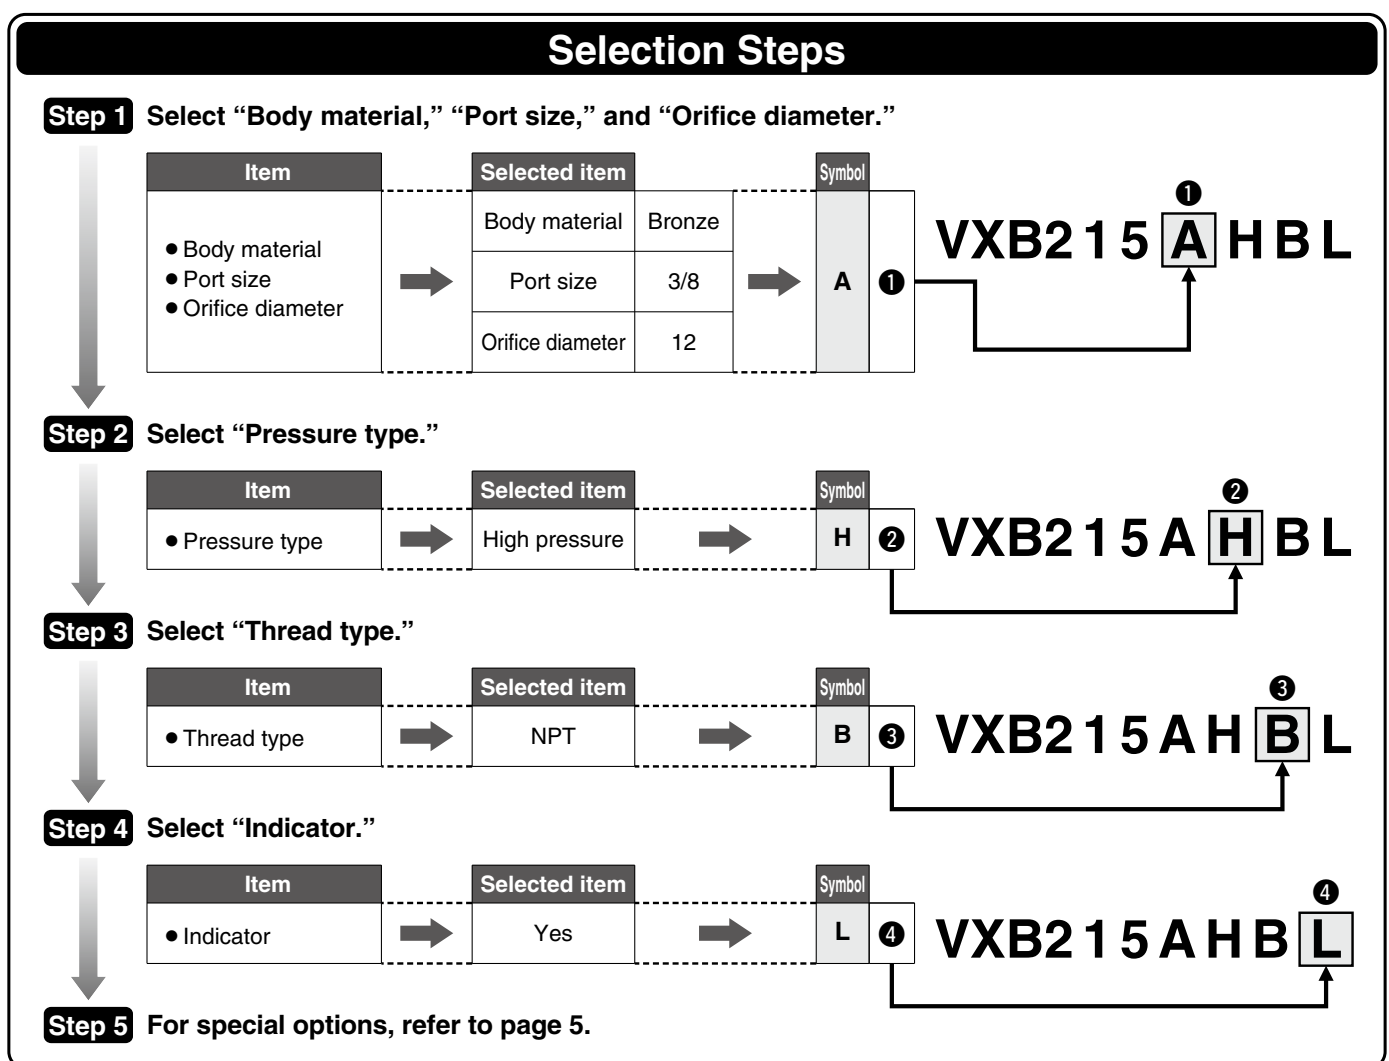 Selection Steps
Step 1 Select “Body material,” “Port size,” and “Orifice diameter.”
Item Selected item Symbol
● Body material
● Port size
● Orifice diameter
Body material Bronze
Port size 3/8
Orifice diameter 12
A ❶
❶
VXB215AHBL
Step 2 Select “Pressure type.”
Item Selected item Symbol
● Pressure type High pressure H ❷
❷
VXB215AHBL
Step 3 Select “Thread type.”
Item Selected item Symbol
● Thread type NPT B ❸
❸
VXB215AHBL
Step 4 Select “Indicator.”
Item Selected item Symbol
● Indicator Yes L ❹
❹
VXB215AHBL
Step 5 For special options, refer to page 5.